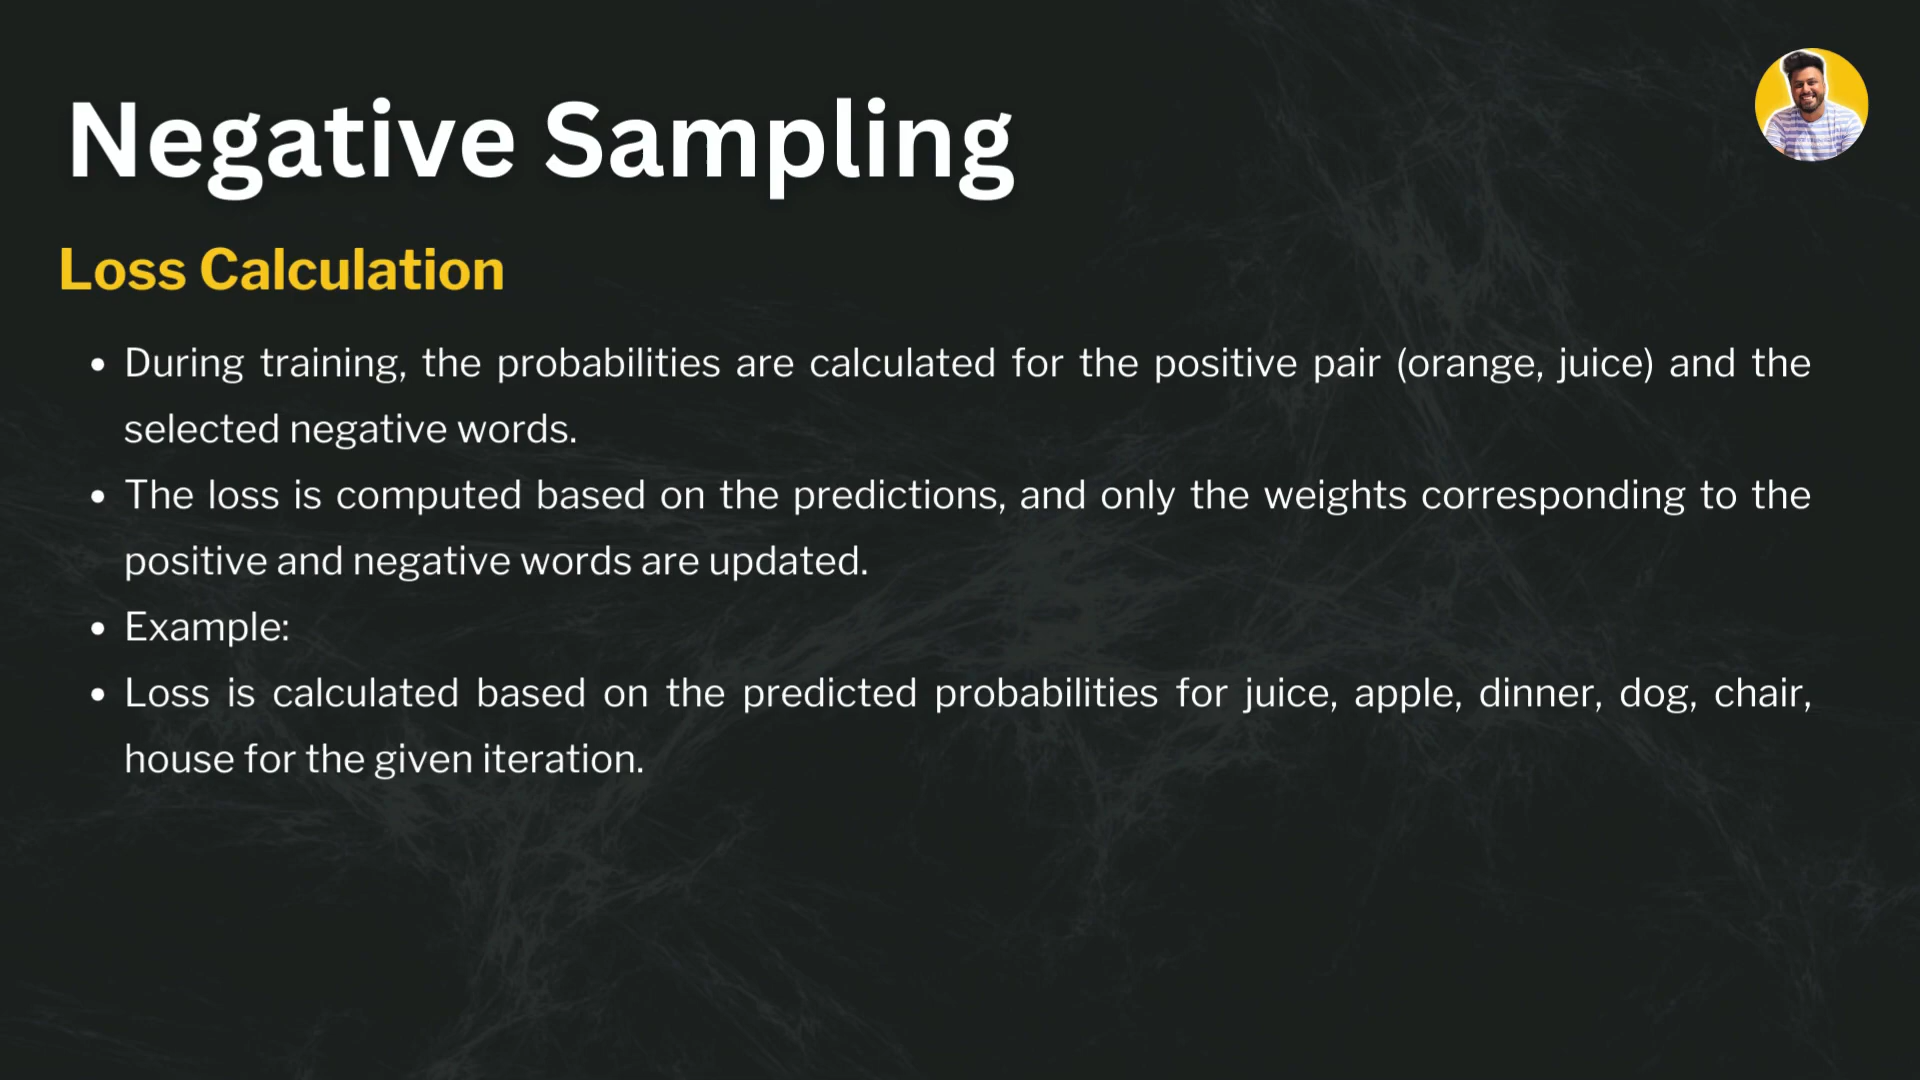 Negative Sampling
Loss Calculation
• During training, the probabilities are calculated for the positive pair (orange, juice) and the
selected negative words.
• The loss is computed based on the predictions, and only the weights corresponding to the
positive and negative words are updated.
• Example:
• Loss is calculated based on the predicted probabilities for juice, apple, dinner, dog, chair,
house for the given iteration.